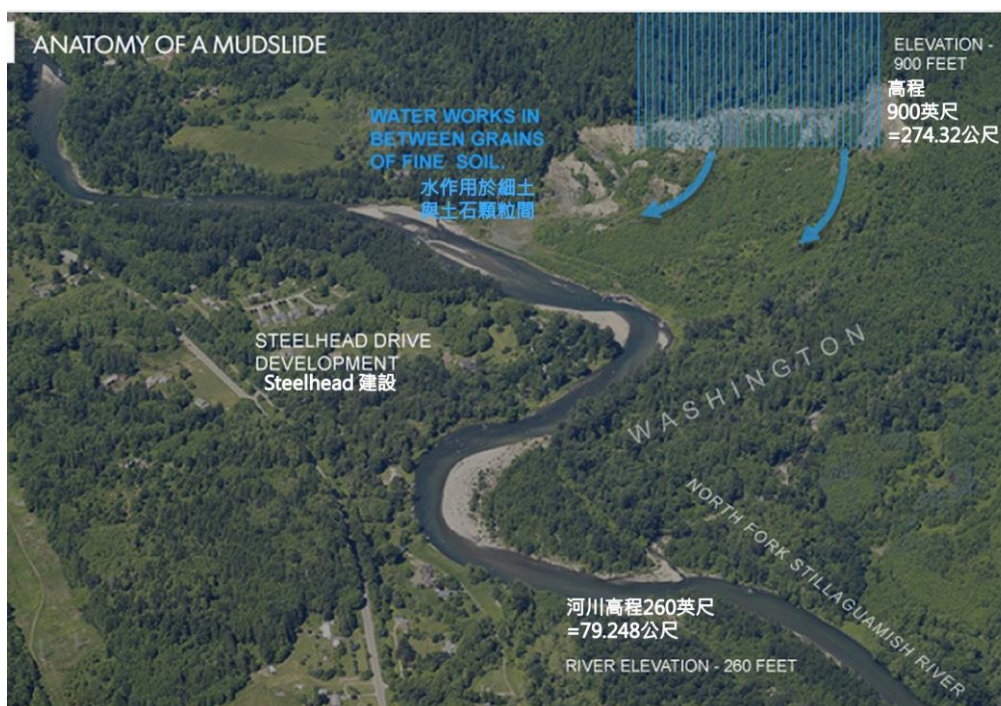 ANATOMY OF A MUDSLIDE
ELEVATION -
900 FEET
高程
900英尺
=274.32公尺
WATER WORKS IN
BETWEEN GRAINS
OF FINE SOIL.
水作用於細土
與土石顆粒間
STEELHEAD DRIVE
DEVELOPMENT
Steelhead 建設
WASHINGTON
NORTH FORK STILLAGUAMISH RIVER
河川高程260英尺
=79.248公尺
RIVER ELEVATION - 260 FEET